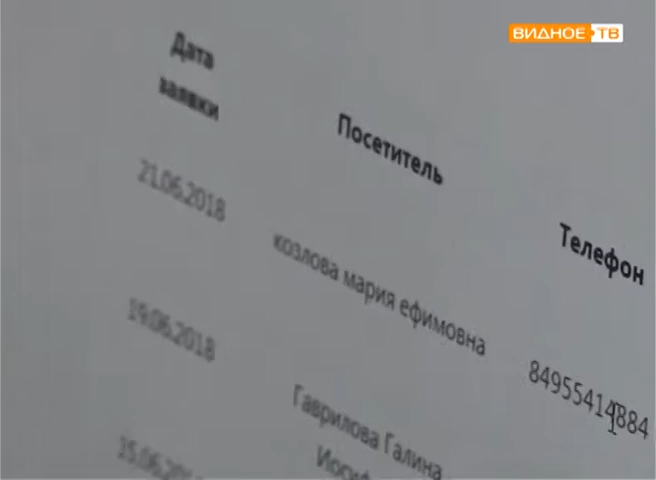 ВИДНОЕ ТВ
Дата
заявки
Посетитель
Телефон
21.06.2018
козлова мария ефимовна
84955414884
19.06.2018
Гаврилова Галина